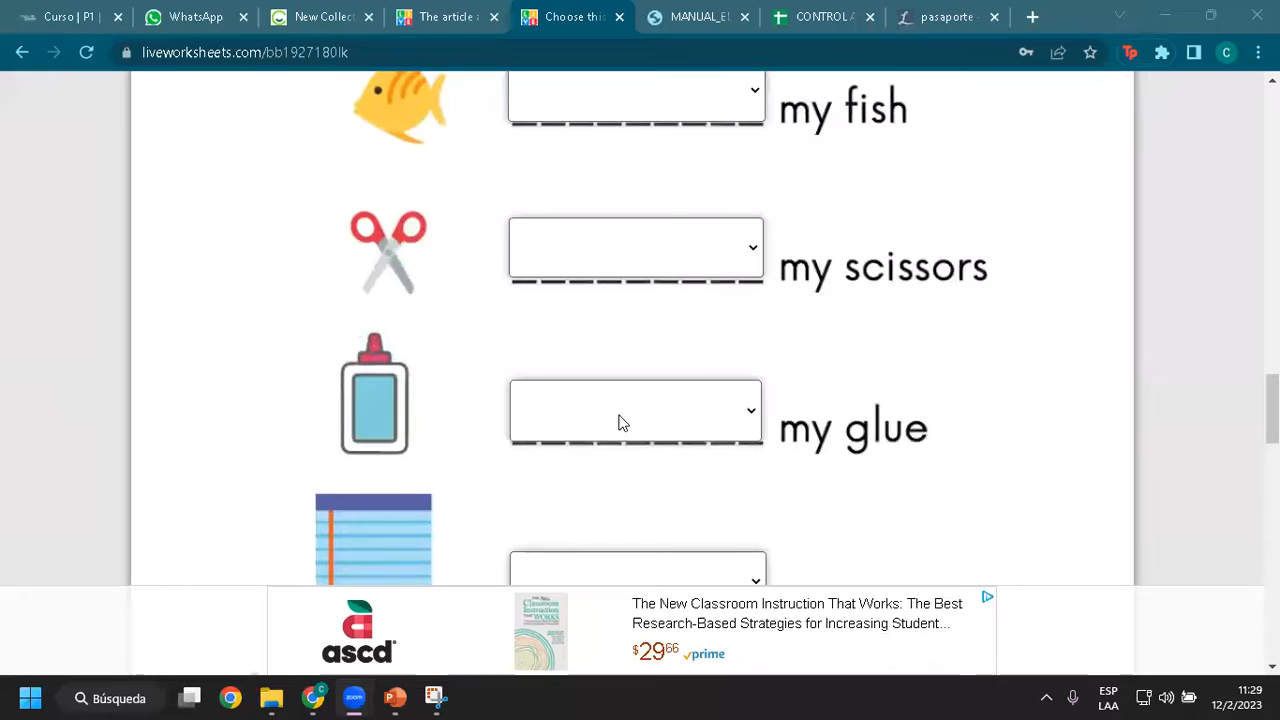 Curso | P1
WhatsApp
New Collect
The article a
Choose this
MANUAL_EL
CONTROL A
pasaporte -
liveworksheets.com/bb1927180lk
C
my fish
my scissors
my glue
ascd
The New Classroom Instruction That Works: The Best
Research-Based Strategies for Increasing Student...
$29⁶⁶ prime
Búsqueda
zoom
ESP
LAA
11:29
12/2/2023